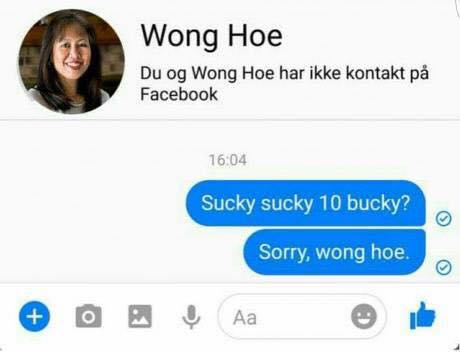 Wong Hoe
Du og Wong Hoe har ikke kontakt på
Facebook
16:04
Sucky sucky 10 bucky?
Sorry, wong hoe.
Aa